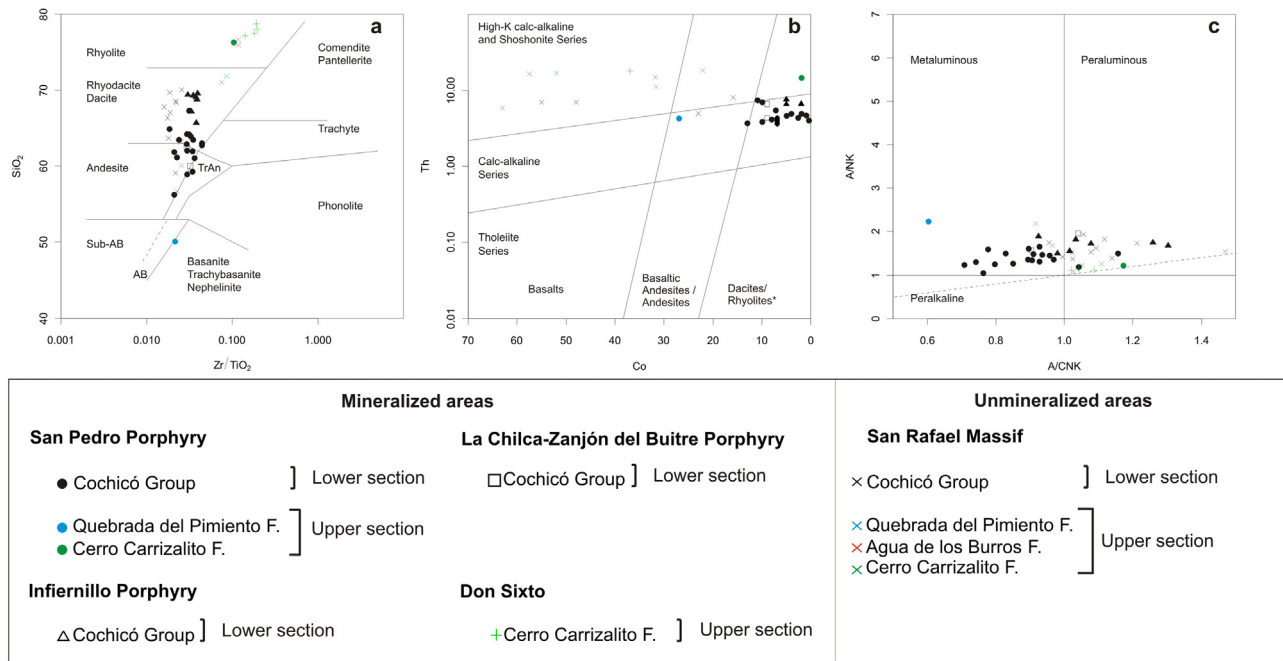 a
80
70
60
50
40
SiO2
Rhyolite
Comendite
Pantellerite
Rhyodacite
Dacite
Trachyte
Andesite
TrAn
Phonolite
Sub-AB
Basanite
Trachybasanite
Nephelinite
AB
0.001
0.010
0.100
1.000
Zr/TiO2
b
High-K calc-alkaline
and Shoshonite Series
10.00
1.00
0.10
0.01
Th
Calc-alkaline
Series
Tholeiite
Series
Basalts
Basaltic
Andesites /
Andesites
Dacites/
Rhyolites*
70 60 50 40 30 20 10 0
Co
c
7
6
5
4
3
2
1
0
A/NK
Metaluminous
Peraluminous
Peralkaline
0.6 0.8 1.0 1.2 1.4
A/CNK
Mineralized areas
San Pedro Porphyry
Cochicó Group
Lower section
Quebrada del Pimiento F.
Cerro Carrizalito F.
Upper section
Infiernillo Porphyry
Cochicó Group
Lower section
La Chilca-Zanjón del Buitre Porphyry
Cochicó Group
Lower section
Don Sixto
Cerro Carrizalito F.
Upper section
Unmineralized areas
San Rafael Massif
Cochicó Group
Lower section
Quebrada del Pimiento F.
Agua de los Burros F.
Cerro Carrizalito F.
Upper section